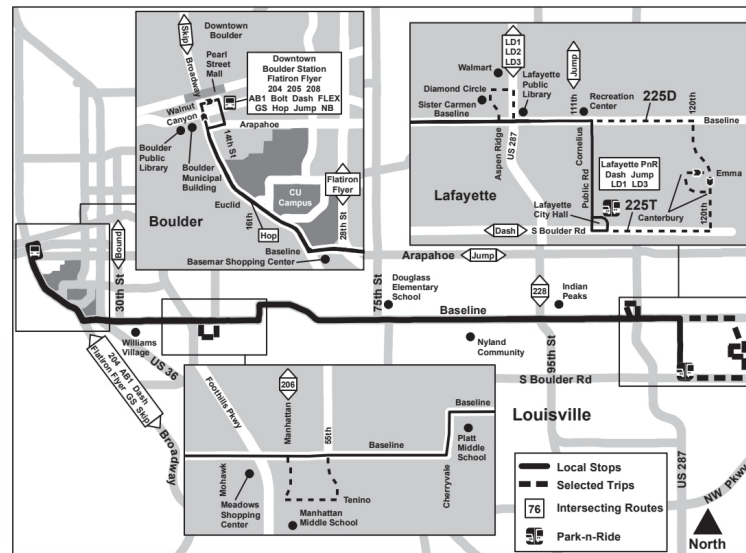 Skip
Broadway
Downtown
Boulder
Pearl
Street
Mall
Downtown
Boulder Station
Flatiron Flyer
204 205 208
AB1 Bolt Dash FLEX
GS Hop Jump NB
Walnut
Canyon
Arapahoe
14th St
Boulder
Public
Library
Boulder
Municipal
Building
CU
Campus
Flatiron
Flyer
Euclid
Boulder
16th
Hop
28th St
Baseline
Basemar Shopping Center
LD1
LD2
LD3
Jump
Walmart
Diamond Circle
Sister Carmen
Baseline
Lafayette
Public
Library
111th
Recreation
Center
225D
120th
Baseline
Aspen Ridge
US 287
Cornelius
Public Rd
Lafayette PnR
Dash Jump
LD1 LD3
Emma
Lafayette
Lafayette
City Hall
225T
Canterbury
120th
Dash
S Boulder Rd
Bound
30th St
Arapahoe
Jump
75th St
Douglass
Elementary
School
228
Indian
Peaks
Baseline
Williams
Village
US 36
Nyland
Community
95th St
204 AB1 Dash
Flatiron Flyer GS Skip
Broadway
S Boulder Rd
Foothills Pkwy
206
Manhattan
55th
Baseline
Baseline
Platt
Middle
School
Mohawk
Cherryvale
Meadows
Shopping
Center
Tenino
Manhattan
Middle School
Louisville
US 287
NW Pkwy
Local Stops
Selected Trips
76 Intersecting Routes
Park-n-Ride
North